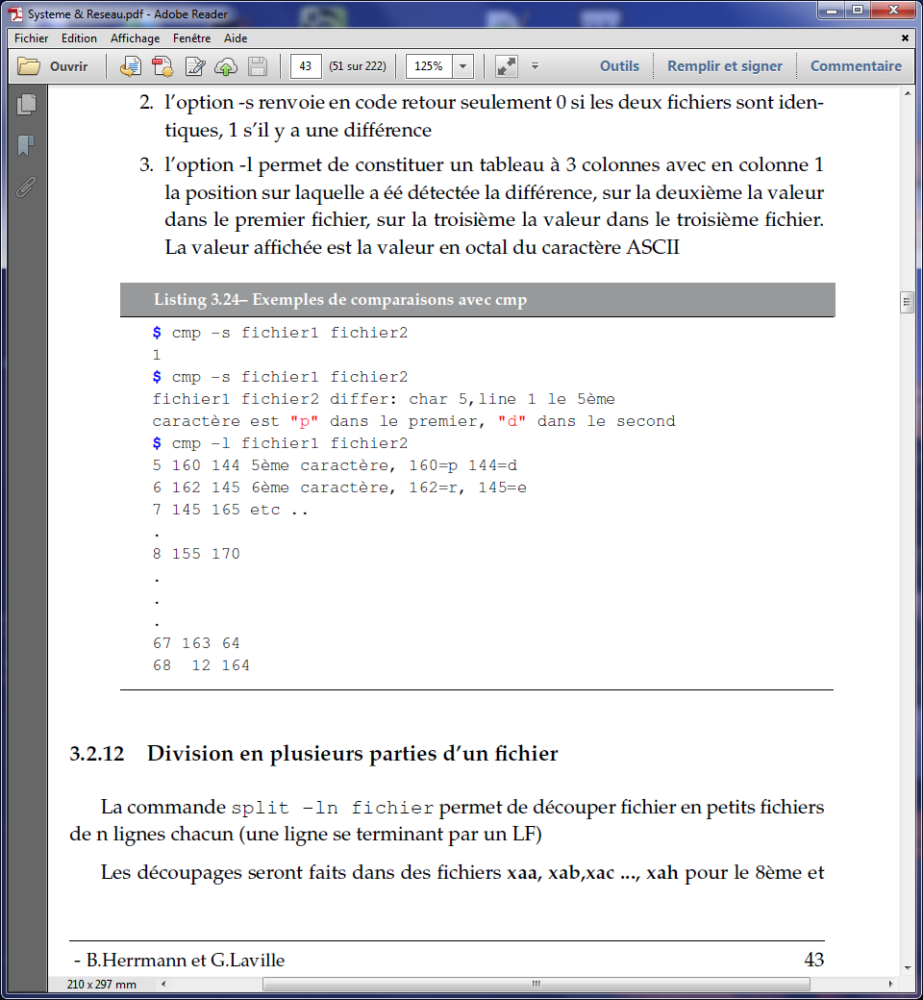 Systeme & Reseau.pdf - Adobe Reader
Fichier Edition Affichage Fenêtre Aide
Ouvrir 43 (51 sur 222) 125% Outils Remplir et signer Commentaire
2. l'option -s renvoie en code retour seulement 0 si les deux fichiers sont iden-
tiques, 1 s'il y a une différence
3. l'option -l permet de constituer un tableau à 3 colonnes avec en colonne 1
la position sur laquelle a éé détectée la différence, sur la deuxième la valeur
dans le premier fichier, sur la troisième la valeur dans le troisième fichier.
La valeur affichée est la valeur en octal du caractère ASCII
Listing 3.24– Exemples de comparaisons avec cmp
$ cmp -s fichier1 fichier2
1
$ cmp -s fichier1 fichier2
fichier1 fichier2 differ: char 5,line 1 le 5ème
caractère est "p" dans le premier, "d" dans le second
$ cmp -l fichier1 fichier2
5 160 144 5ème caractère, 160=p 144=d
6 162 145 6ème caractère, 162=r, 145=e
7 145 165 etc ..
.
8 155 170
.
.
.
67 163 64
68  12 164
3.2.12 Division en plusieurs parties d'un fichier
La commande split -ln fichier permet de découper fichier en petits fichiers
de n lignes chacun (une ligne se terminant par un LF)
Les découpages seront faits dans des fichiers xaa, xab,xac ..., xah pour le 8ème et
- B.Herrmann et G.Laville 43
210 x 297 mm